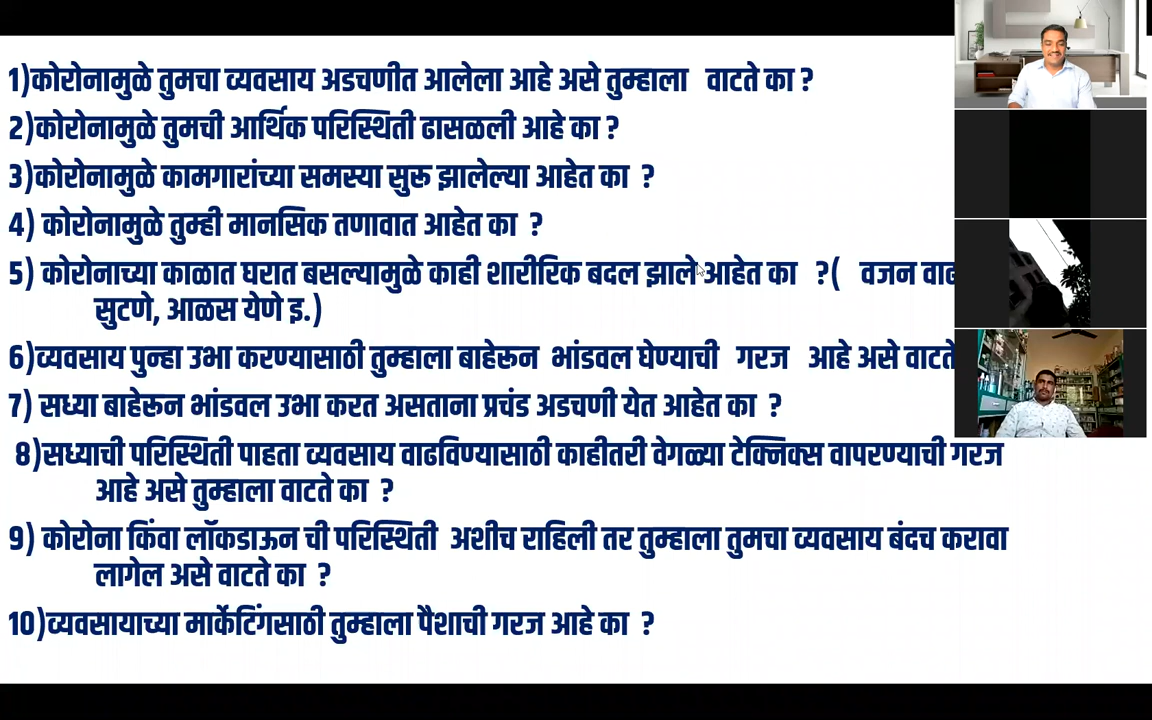 1)कोरोनामुळे तुमचा व्यवसाय अडचणीत आलेला आहे असे तुम्हाला वाटते का ?
2)कोरोनामुळे तुमची आर्थिक परिस्थिती ढासळली आहे का ?
3)कोरोनामुळे कामगारांच्या समस्या सुरू झालेल्या आहेत का ?
4) कोरोनामुळे तुम्ही मानसिक तणावात आहेत का ?
5) कोरोनाच्या काळात घरात बसल्यामुळे काही शारीरिक बदल झाले आहेत का ?( वजन
सुटणे, आळस येणे इ.)
6)व्यवसाय पुन्हा उभा करण्यासाठी तुम्हाला बाहेरून भांडवल घेण्याची गरज आहे असे वाटते
7) सध्या बाहेरून भांडवल उभा करत असताना प्रचंड अडचणी येत आहेत का ?
8)सध्याची परिस्थिती पाहता व्यवसाय वाढविण्यासाठी काहीतरी वेगळ्या टेक्निक्स वापरण्याची गरज
आहे असे तुम्हाला वाटते का ?
9) कोरोना किंवा लॉकडाऊन ची परिस्थिती अशीच राहिली तर तुम्हाला तुमचा व्यवसाय बंदच करावा
लागेल असे वाटते का ?
10)व्यवसायाच्या मार्केटिंगसाठी तुम्हाला पैशाची गरज आहे का ?